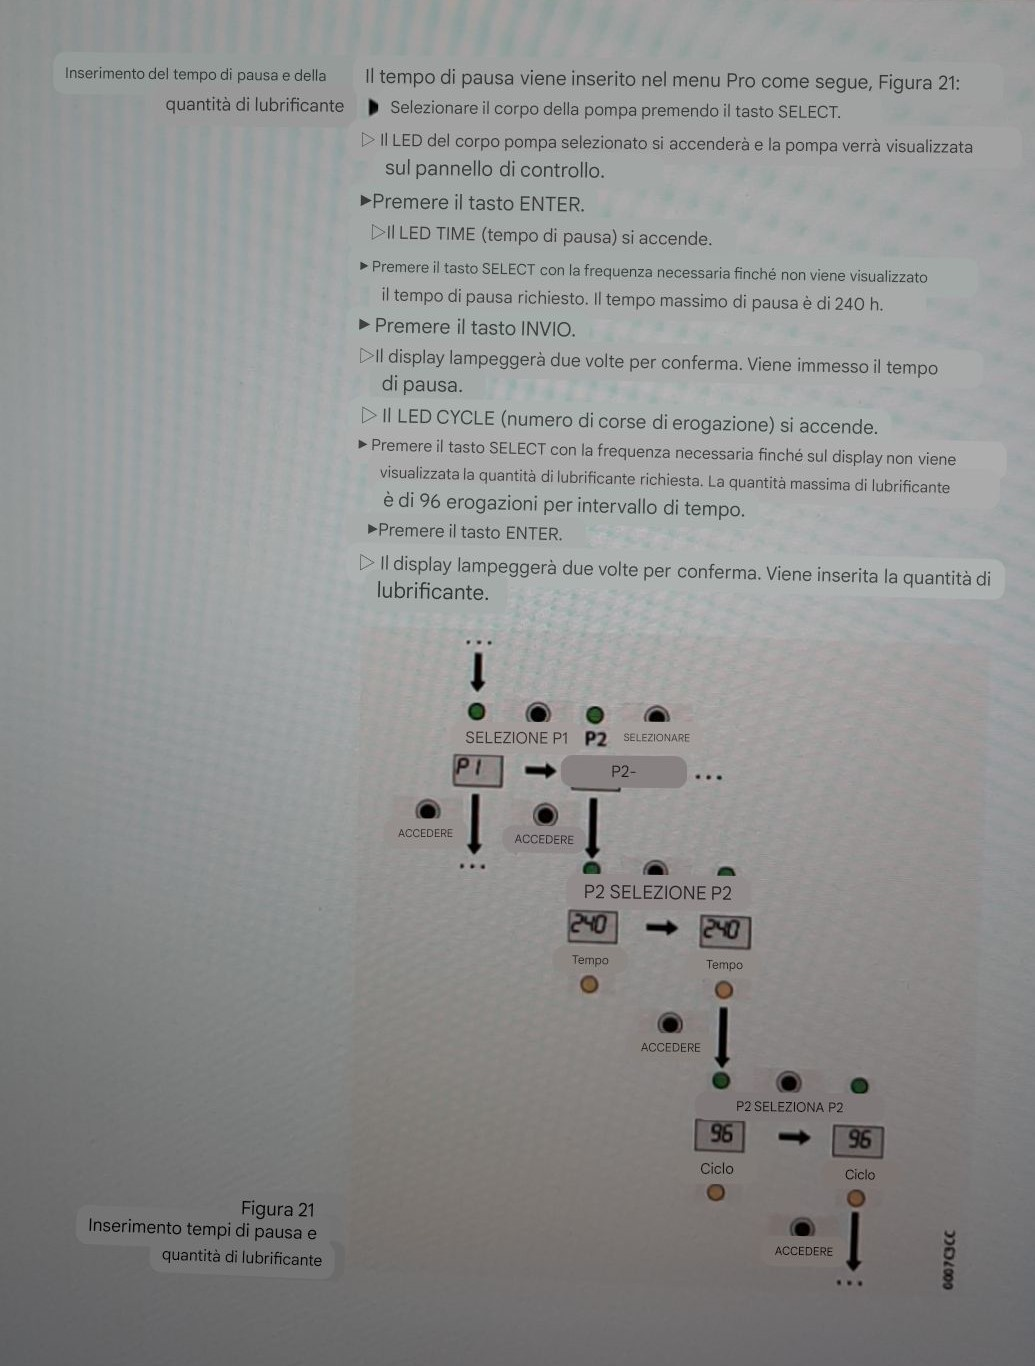 Inserimento del tempo di pausa e della
quantità di lubrificante
Il tempo di pausa viene inserito nel menu Pro come segue, Figura 21:
Selezionare il corpo della pompa premendo il tasto SELECT.
▷ Il LED del corpo pompa selezionato si accenderà e la pompa verrà visualizzata
sul pannello di controllo.
▶Premere il tasto ENTER.
▷Il LED TIME (tempo di pausa) si accende.
▶ Premere il tasto SELECT con la frequenza necessaria finché non viene visualizzato
il tempo di pausa richiesto. Il tempo massimo di pausa è di 240 h.
▶ Premere il tasto INVIO.
▷Il display lampeggerà due volte per conferma. Viene immesso il tempo
di pausa.
▷ Il LED CYCLE (numero di corse di erogazione) si accende.
▶ Premere il tasto SELECT con la frequenza necessaria finché sul display non viene
visualizzata la quantità di lubrificante richiesta. La quantità massima di lubrificante
è di 96 erogazioni per intervallo di tempo.
▶Premere il tasto ENTER.
▷ Il display lampeggerà due volte per conferma. Viene inserita la quantità di
lubrificante.
...
SELEZIONE P1 P2 SELEZIONARE
P1 P2- ...
ACCEDERE ACCEDERE
...
P2 SELEZIONE P2
240 240
Tempo Tempo
ACCEDERE
P2 SELEZIONA P2
96 96
Ciclo Ciclo
ACCEDERE
...
0007C3CC
Figura 21
Inserimento tempi di pausa e
quantità di lubrificante